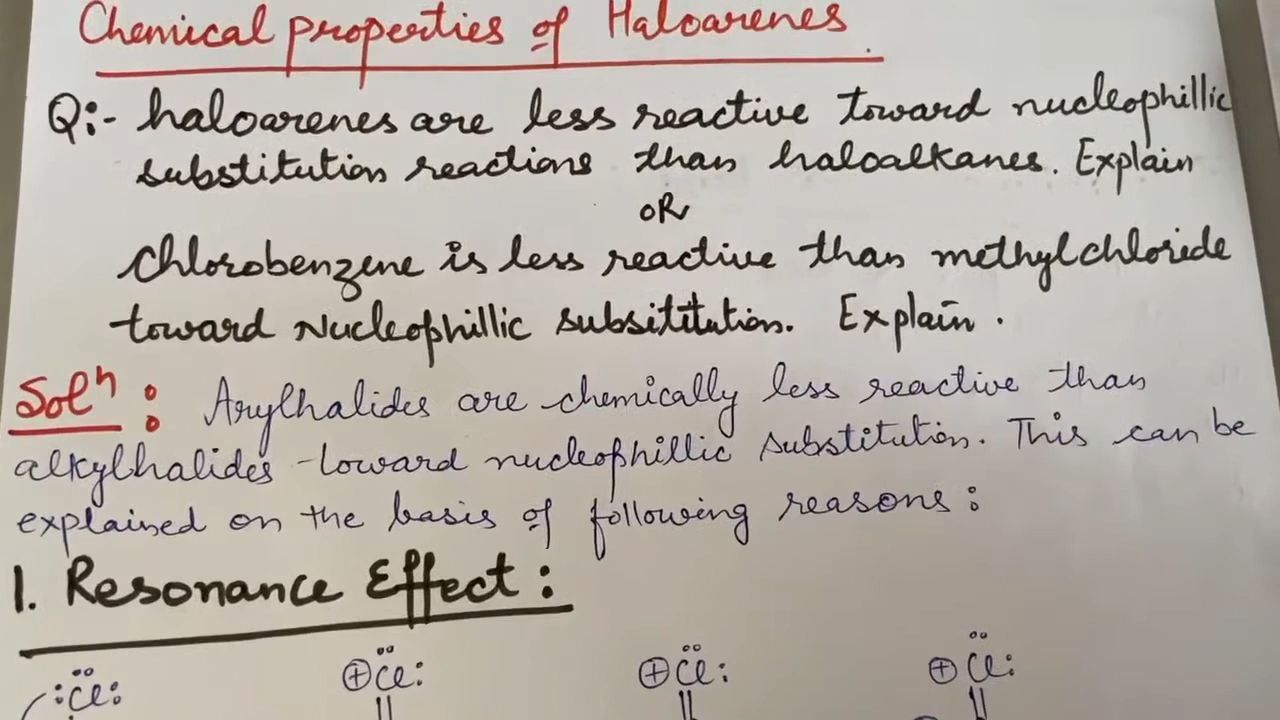 Chemical properties of Haloarenes.
Q:- haloarenes are less reactive toward nucleophillic
substitution reactions than haloalkanes. Explain
OR
Chlorobenzene is less reactive than methylchloride
toward Nucleophillic subsititution. Explain.
Solⁿ : Arylhalides are chemically less reactive than
alkylhalides toward nucleophillic substitution. This can be
explained on the basis of following reasons :
1. Resonance Effect :
:Cl: ⊕Cl: ⊕Cl: ⊕Cl: